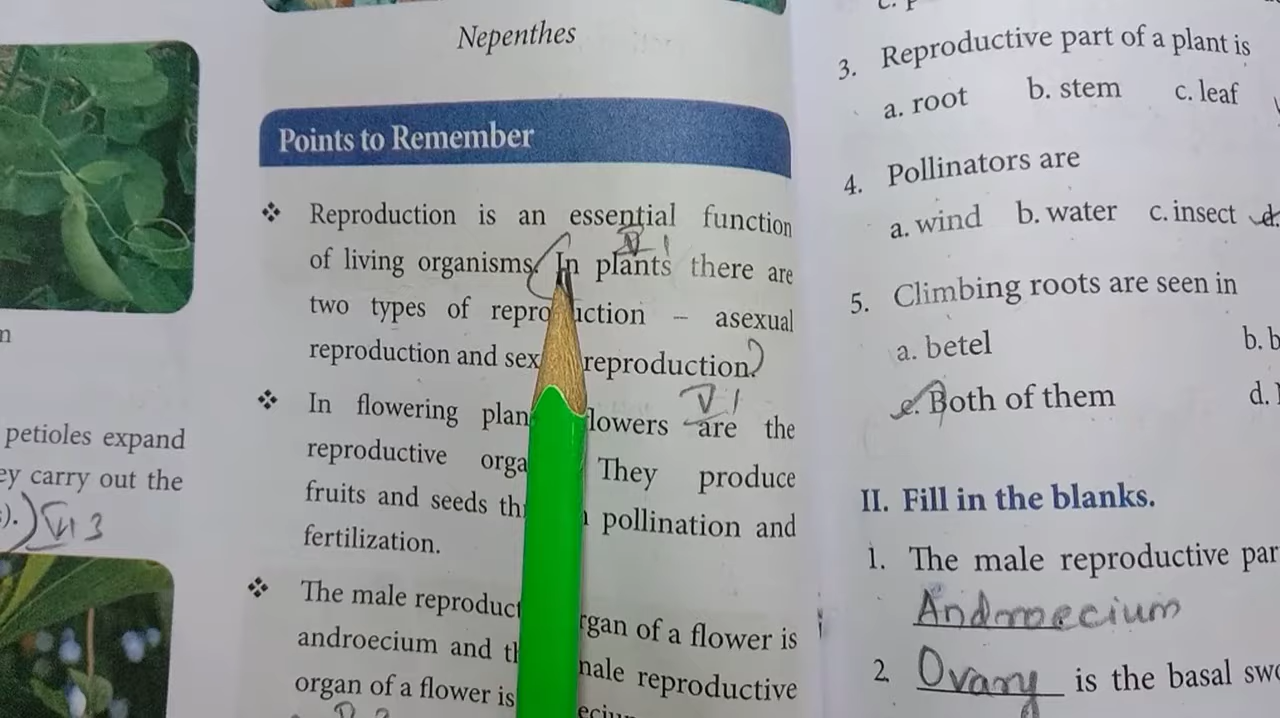 Nepenthes
Points to Remember
❖ Reproduction is an essential function
of living organisms. In plants there are
two types of repro uction – asexual
reproduction and sex reproduction.
❖ In flowering plan lowers are the
reproductive orga They produce
fruits and seeds th pollination and
fertilization.
❖ The male reproduct rgan of a flower is
androecium and th male reproductive
organ of a flower is
petioles expand
ey carry out the
3. Reproductive part of a plant is
a. root b. stem c. leaf
4. Pollinators are
a. wind b. water c. insect d.
5. Climbing roots are seen in
a. betel b. b
c. Both of them d.
II. Fill in the blanks.
1. The male reproductive par
Androecium
2. Ovary is the basal swo